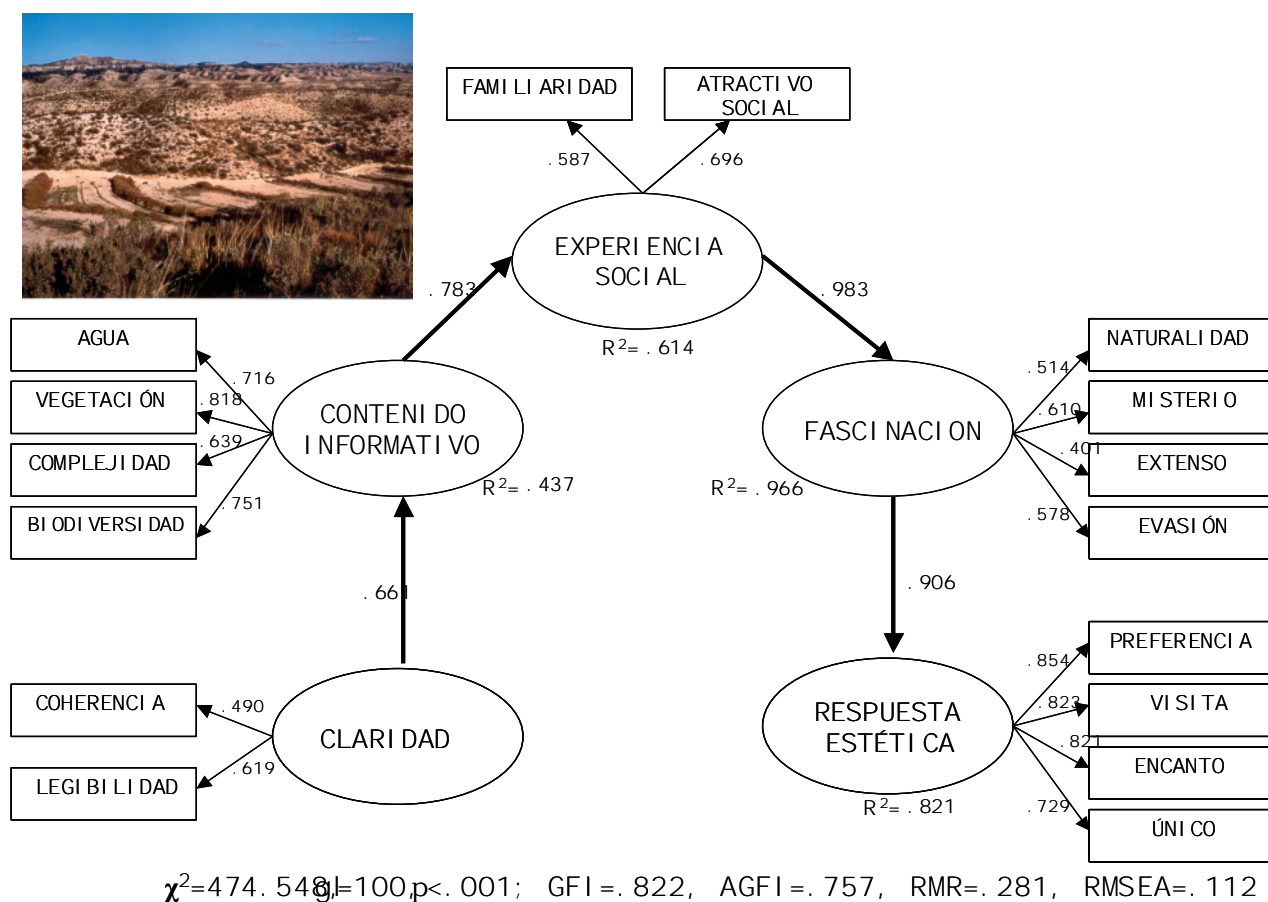 FAMILIARIDAD
ATRACTIVO
SOCIAL
.587
.696
EXPERIENCIA
SOCIAL
.783
.983
R²=.614
AGUA
VEGETACIÓN
COMPLEJIDAD
BIODIVERSIDAD
.716
.818
.639
.751
CONTENIDO
INFORMATIVO
R²=.437
FASCINACION
R²=.966
.514
.610
.401
.578
NATURALIDAD
MISTERIO
EXTENSO
EVASIÓN
.661
.906
COHERENCIA
LEGIBILIDAD
.490
.619
CLARIDAD
RESPUESTA
ESTÉTICA
R²=.821
.854
.823
.821
.729
PREFERENCIA
VISITA
ENCANTO
ÚNICO
χ²=474.548, gl=100, p<.001; GFI=.822, AGFI=.757, RMR=.281, RMSEA=.112